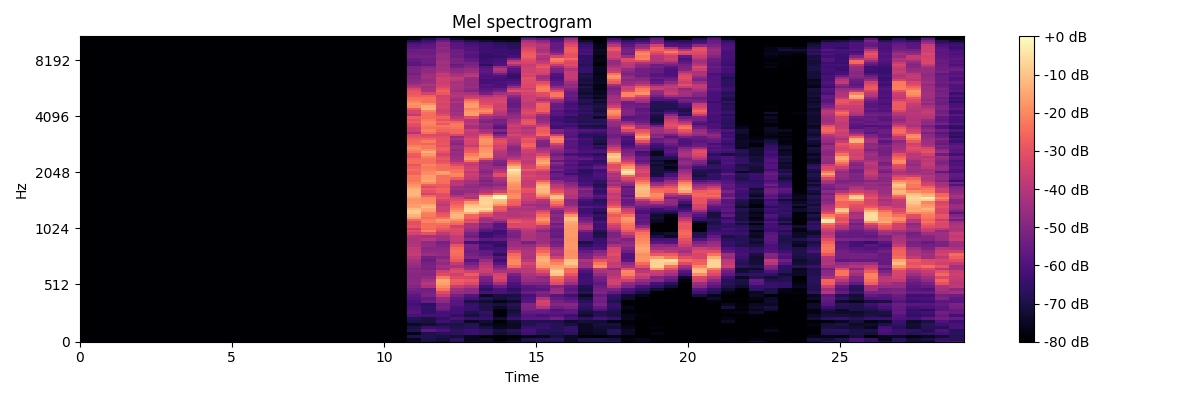 Mel spectrogram
8192
4096
2048
1024
512
0
Hz
0 5 10 15 20 25
Time
+0 dB
-10 dB
-20 dB
-30 dB
-40 dB
-50 dB
-60 dB
-70 dB
-80 dB